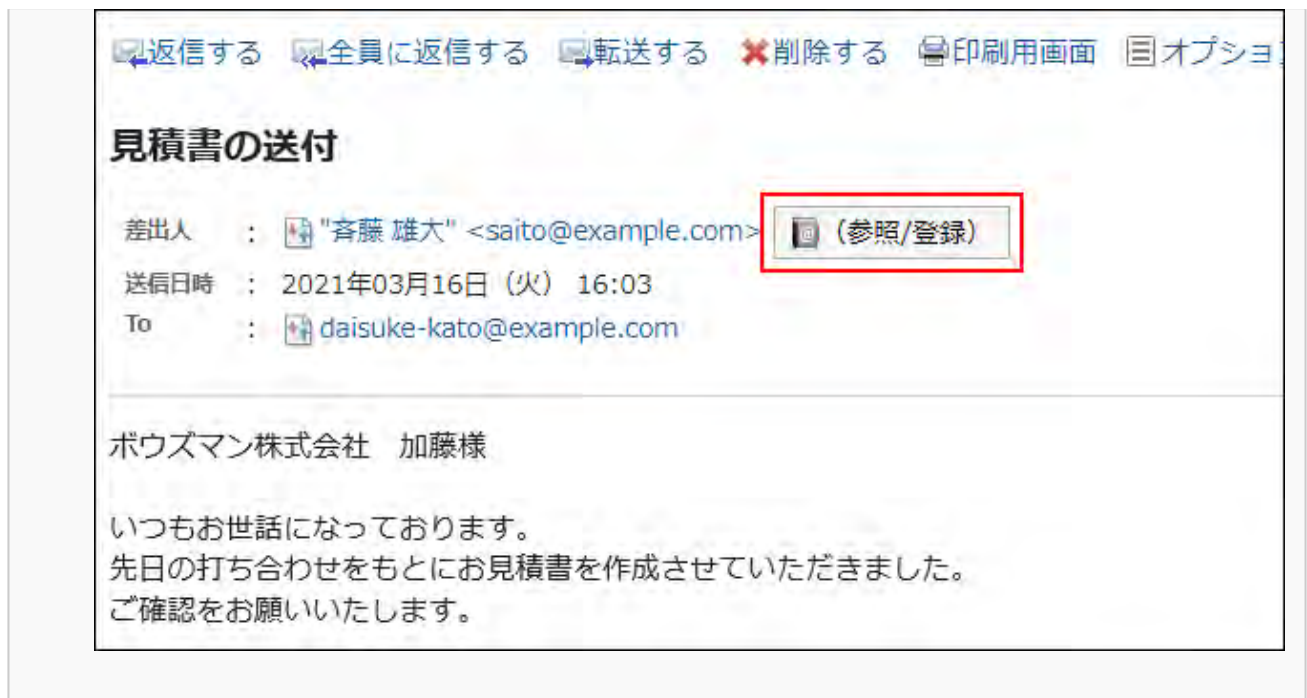 返信する 全員に返信する 転送する 削除する 印刷用画面 オプショ
見積書の送付
差出人 : "斉藤 雄大" <saito@example.com> （参照/登録）
送信日時 : 2021年03月16日（火） 16:03
To : daisuke-kato@example.com
ボウズマン株式会社　加藤様
いつもお世話になっております。
先日の打ち合わせをもとにお見積書を作成させていただきました。
ご確認をお願いいたします。